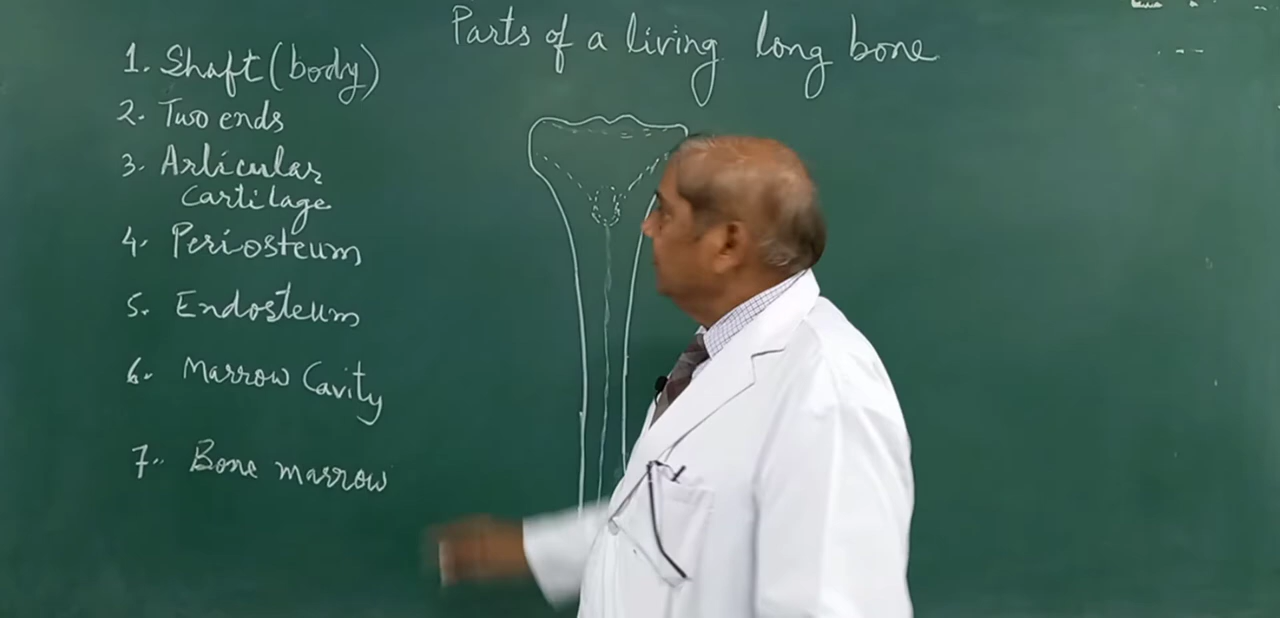 Parts of a living long bone
1. Shaft (body)
2. Two ends
3. Articular
cartilage
4. Periosteum
5. Endosteum
6. Marrow Cavity
7. Bone marrow